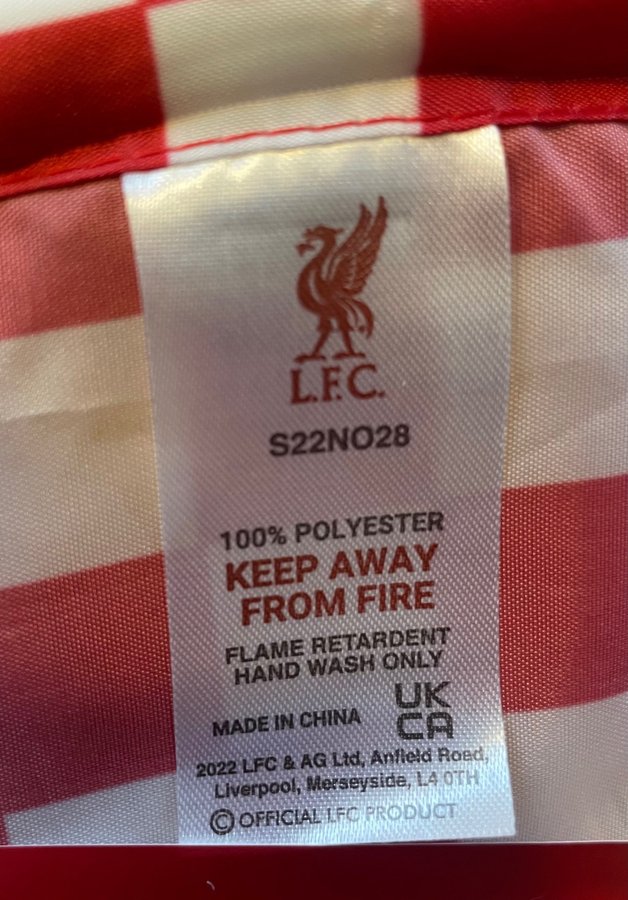 L.F.C.
S22NO28
100% POLYESTER
KEEP AWAY
FROM FIRE
FLAME RETARDENT
HAND WASH ONLY
MADE IN CHINA
UK
CA
2022 LFC & AG Ltd, Anfield Road,
Liverpool, Merseyside, L4 0TH
© OFFICIAL LFC PRODUCT